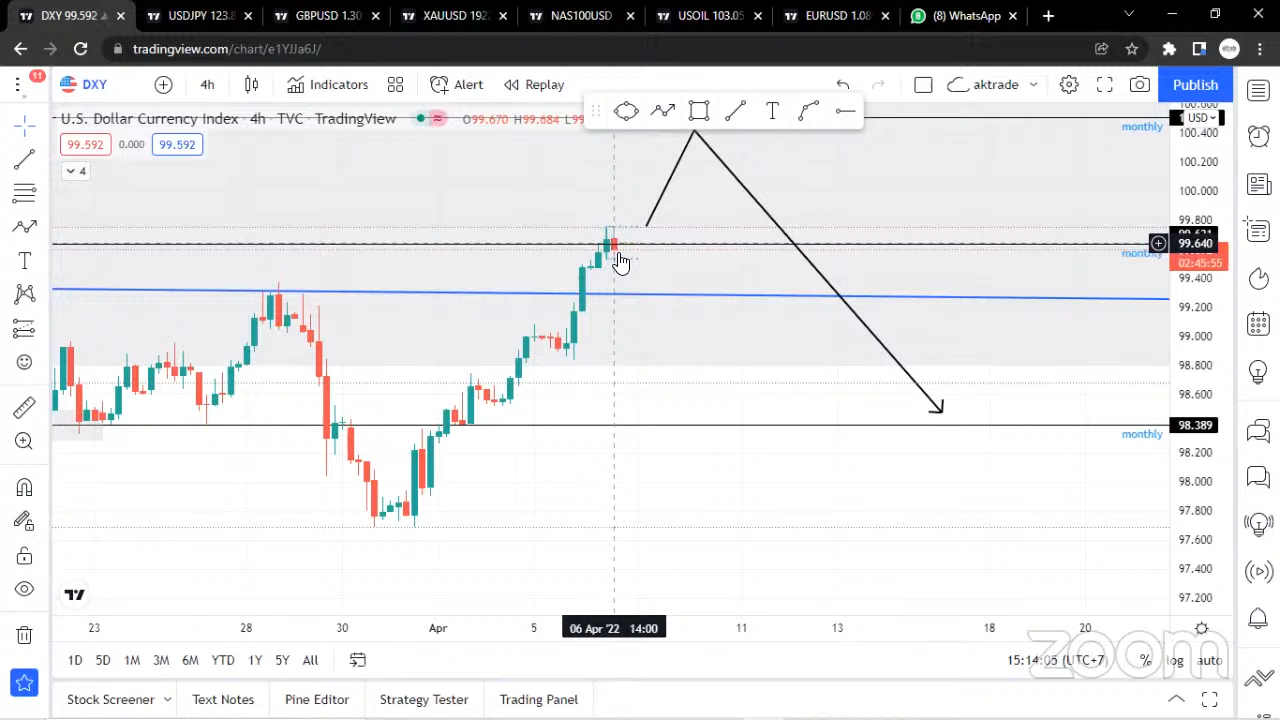 DXY 99.592
USDJPY 123.8
GBPUSD 1.30
XAUUSD 192
NAS100USD
USOIL 103.05
EURUSD 1.08
(8) WhatsApp
tradingview.com/chart/e1YJJa6J/
11
DXY
4h
Indicators
Alert
Replay
aktrade
Publish
U.S. Dollar Currency Index · 4h · TVC · TradingView
O99.670 H99.684 L99
USD
99.592
0.000
99.592
4
100.600
monthly
100.400
100.200
100.000
99.800
99.640
monthly
02:45:55
99.400
99.200
99.000
98.800
98.600
98.389
monthly
98.200
98.000
97.800
97.600
97.400
97.200
23
28
30
Apr
5
06 Apr '22 14:00
11
13
18
20
1D
5D
1M
3M
6M
YTD
1Y
5Y
All
15:14:05 (UTC+7)
%
log
auto
zoom
Stock Screener
Text Notes
Pine Editor
Strategy Tester
Trading Panel